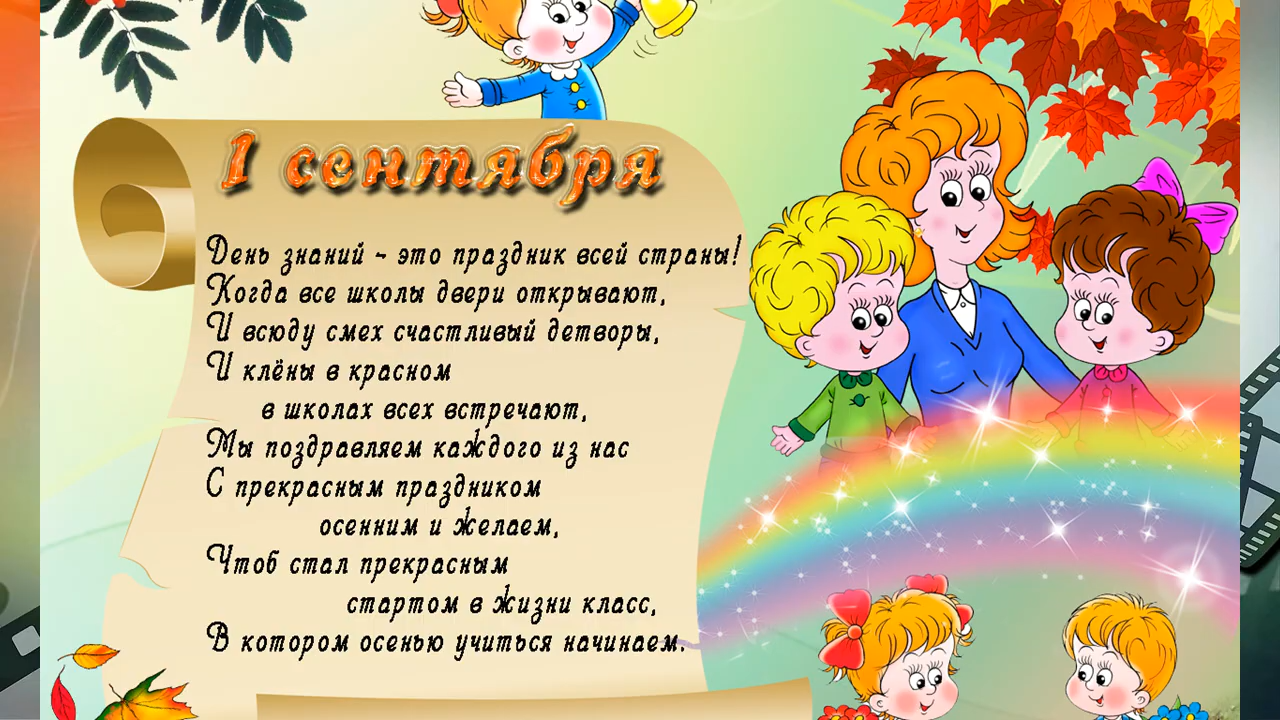 1 сентября
День знаний - это праздник всей страны!
Когда все школы двери открывают,
И всюду смех счастливый детворы,
И клёны в красном
в школах всех встречают,
Мы поздравляем каждого из нас
С прекрасным праздником
осенним и желаем,
Чтоб стал прекрасным
стартом в жизни класс,
В котором осенью учиться начинаем.